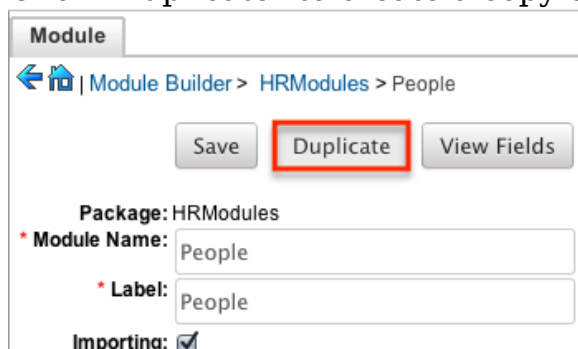 Module
| Module Builder > HRModules > People
Save Duplicate View Fields
Package: HRModules
* Module Name: People
* Label: People
Importing: